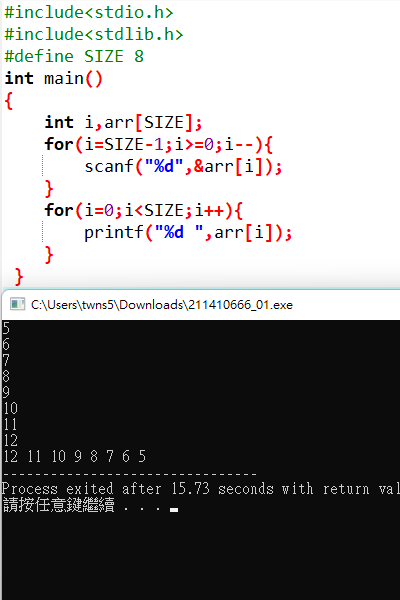 #include<stdio.h>
#include<stdlib.h>
#define SIZE 8
int main()
{
    int i,arr[SIZE];
    for(i=SIZE-1;i>=0;i--){
        scanf("%d",&arr[i]);
    }
    for(i=0;i<SIZE;i++){
        printf("%d ",arr[i]);
    }
}
C:\Users\twns5\Downloads\211410666_01.exe
5
6
7
8
9
10
11
12
12 11 10 9 8 7 6 5
--------------------------------
Process exited after 15.73 seconds with return val
請按任意鍵繼續 . . .